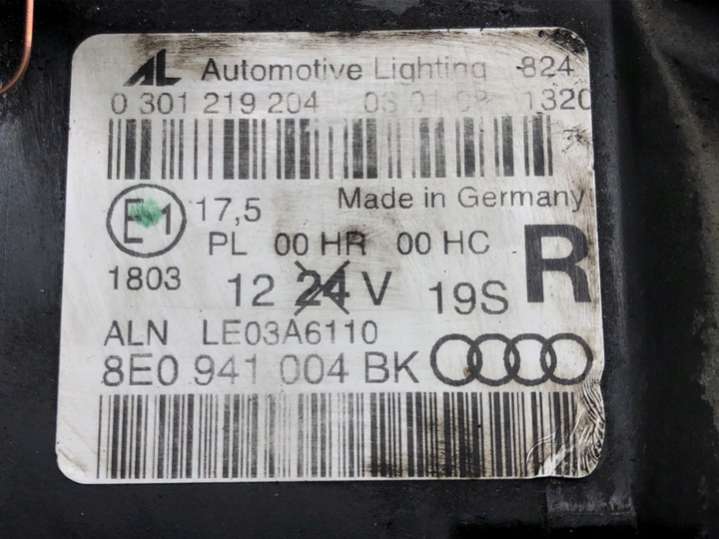 AL Automotive Lighting 824
0 301 219 204 1320
Made in Germany
E1 17,5
PL 00 HR 00 HC R
1803
12 24 V 19S
ALN LE03A6110
8E0 941 004 BK